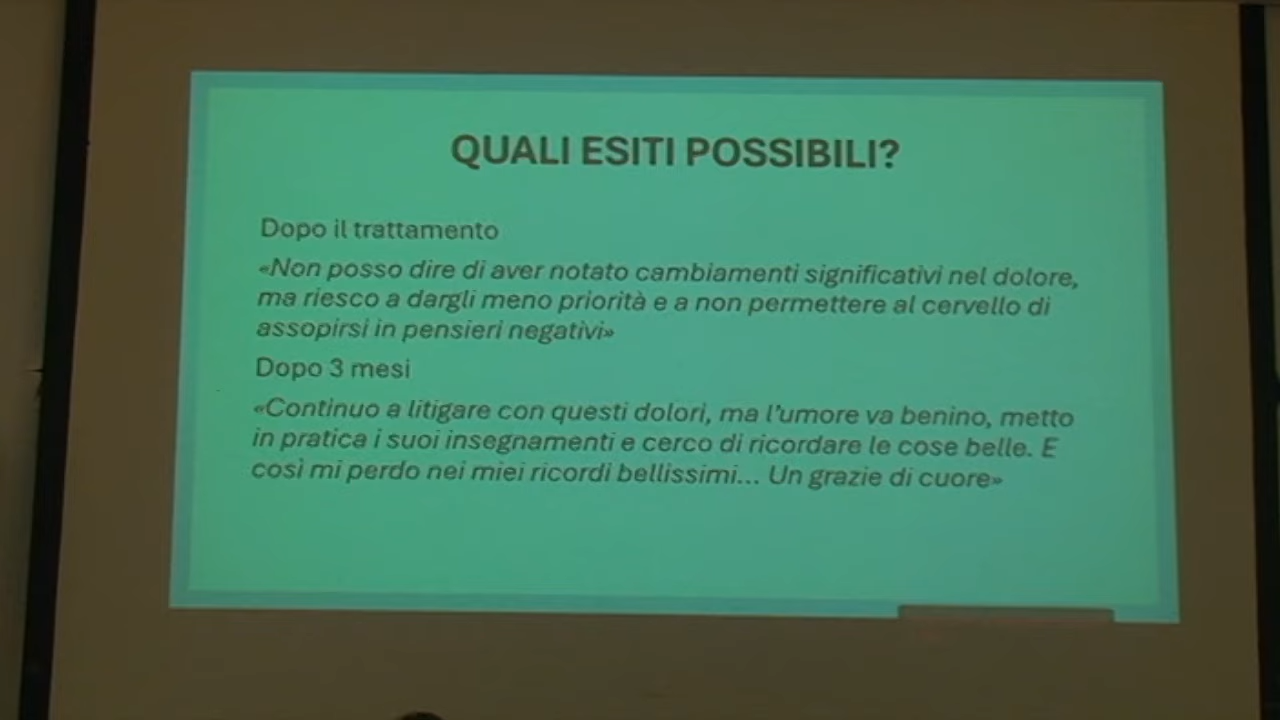 QUALI ESITI POSSIBILI?
Dopo il trattamento
«Non posso dire di aver notato cambiamenti significativi nel dolore,
ma riesco a dargli meno priorità e a non permettere al cervello di
assopirsi in pensieri negativi»
Dopo 3 mesi
«Continuo a litigare con questi dolori, ma l'umore va benino, metto
in pratica i suoi insegnamenti e cerco di ricordare le cose belle. E
così mi perdo nei miei ricordi bellissimi... Un grazie di cuore»